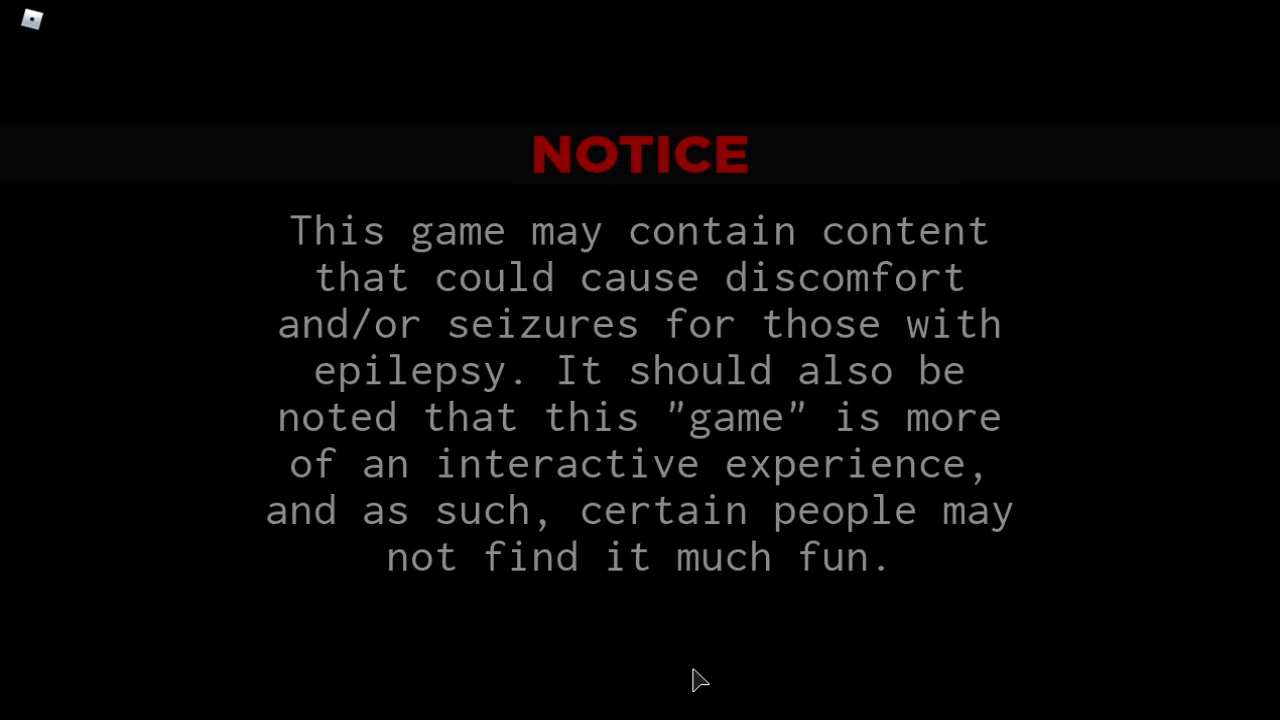 NOTICE
This game may contain content
that could cause discomfort
and/or seizures for those with
epilepsy. It should also be
noted that this "game" is more
of an interactive experience,
and as such, certain people may
not find it much fun.